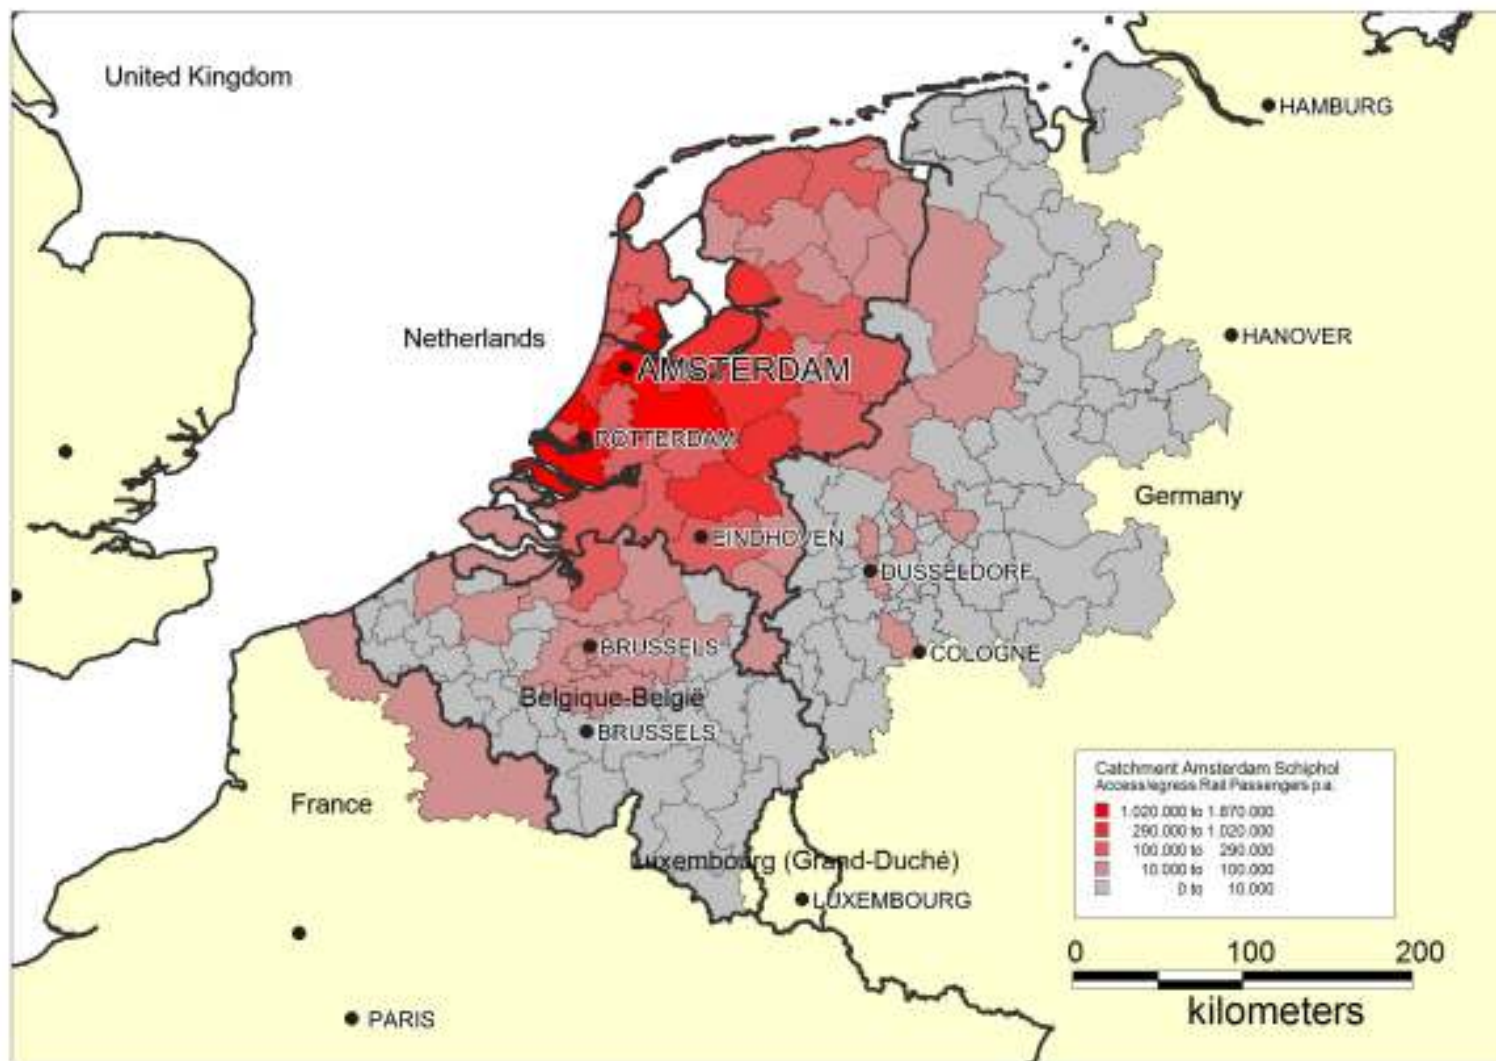 United Kingdom
HAMBURG
Netherlands
HANOVER
AMSTERDAM
ROTTERDAM
Germany
EINDHOVEN
DUSSELDORF
BRUSSELS
COLOGNE
Belgique-België
BRUSSELS
France
Catchment Amsterdam Schiphol
Access/egress Rail Passengers p.a.
1.020.000 to 1.870.000
290.000 to 1.020.000
100.000 to 290.000
10.000 to 100.000
0 to 10.000
Luxembourg (Grand-Duché)
LUXEMBOURG
0 100 200
kilometers
PARIS